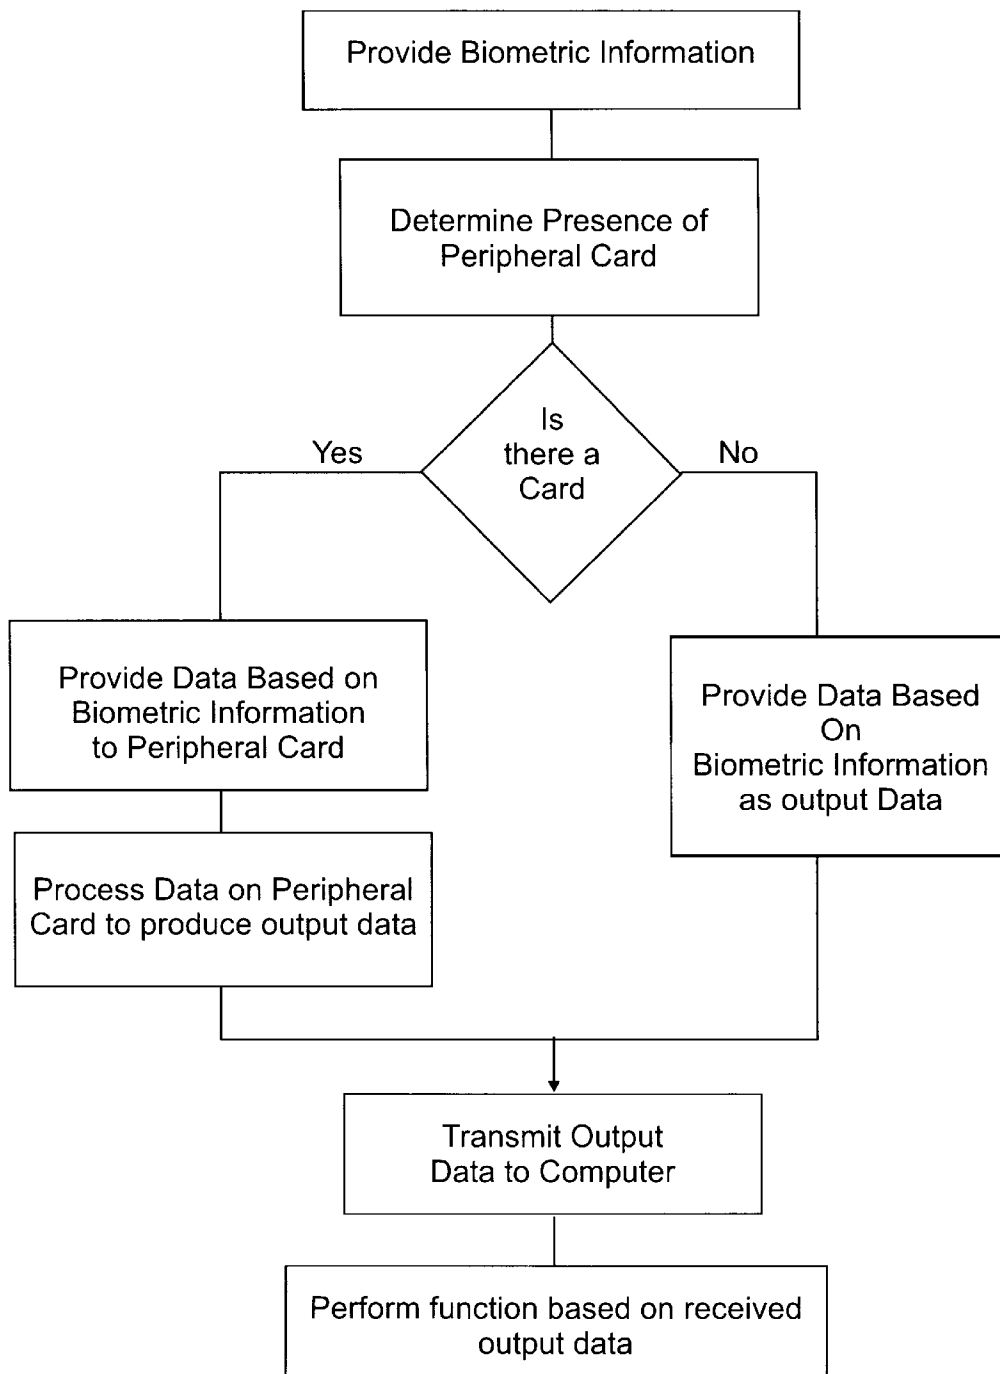 Provide Biometric Information
Determine Presence of
Peripheral Card
Is
there a
Card
Yes
No
Provide Data Based on
Biometric Information
to Peripheral Card
Provide Data Based
On
Biometric Information
as output Data
Process Data on Peripheral
Card to produce output data
Transmit Output
Data to Computer
Perform function based on received
output data